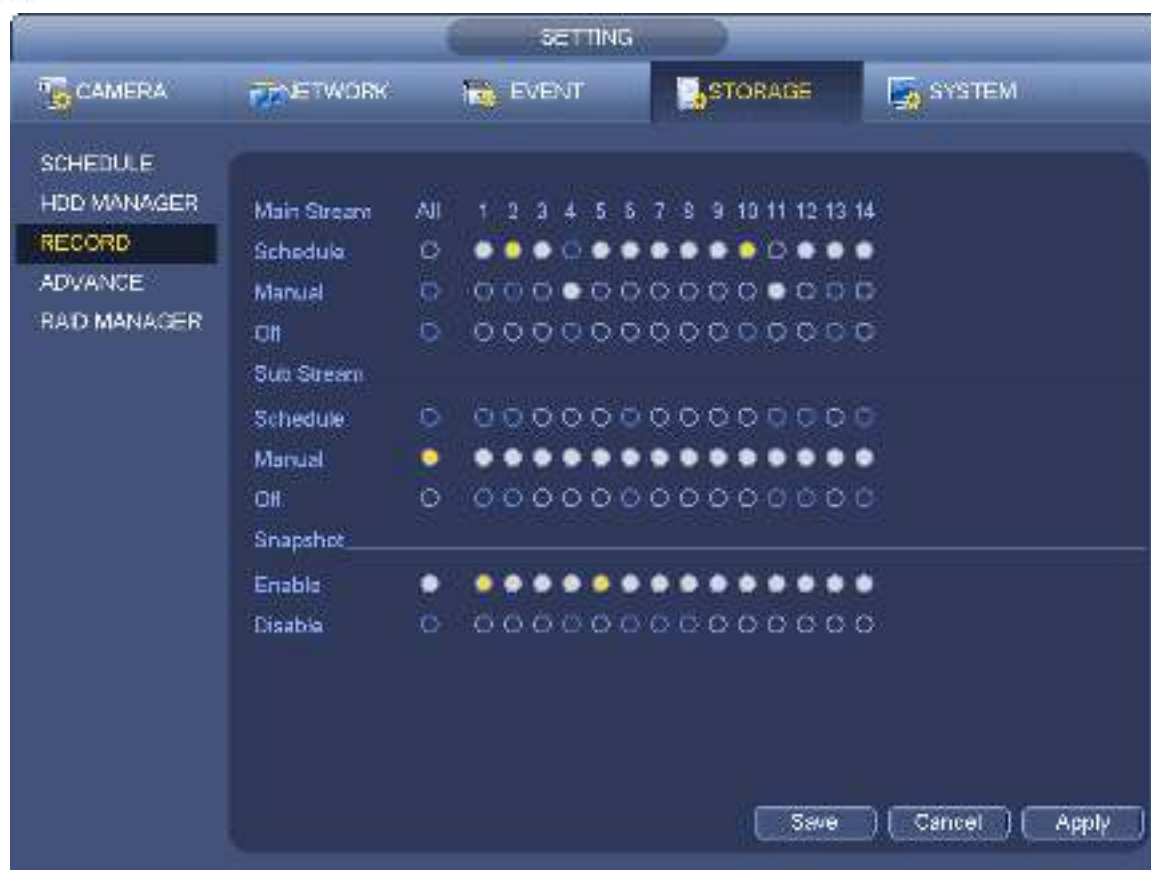 SETTING
CAMERA NETWORK EVENT STORAGE SYSTEM
SCHEDULE
HDD MANAGER
RECORD
ADVANCE
RAID MANAGER
Main Stream All 1 2 3 4 5 6 7 8 9 10 11 12 13 14
Schedule
Manual
Off
Sub Stream
Schedule
Manual
Off
Snapshot
Enable
Disable
Save Cancel Apply